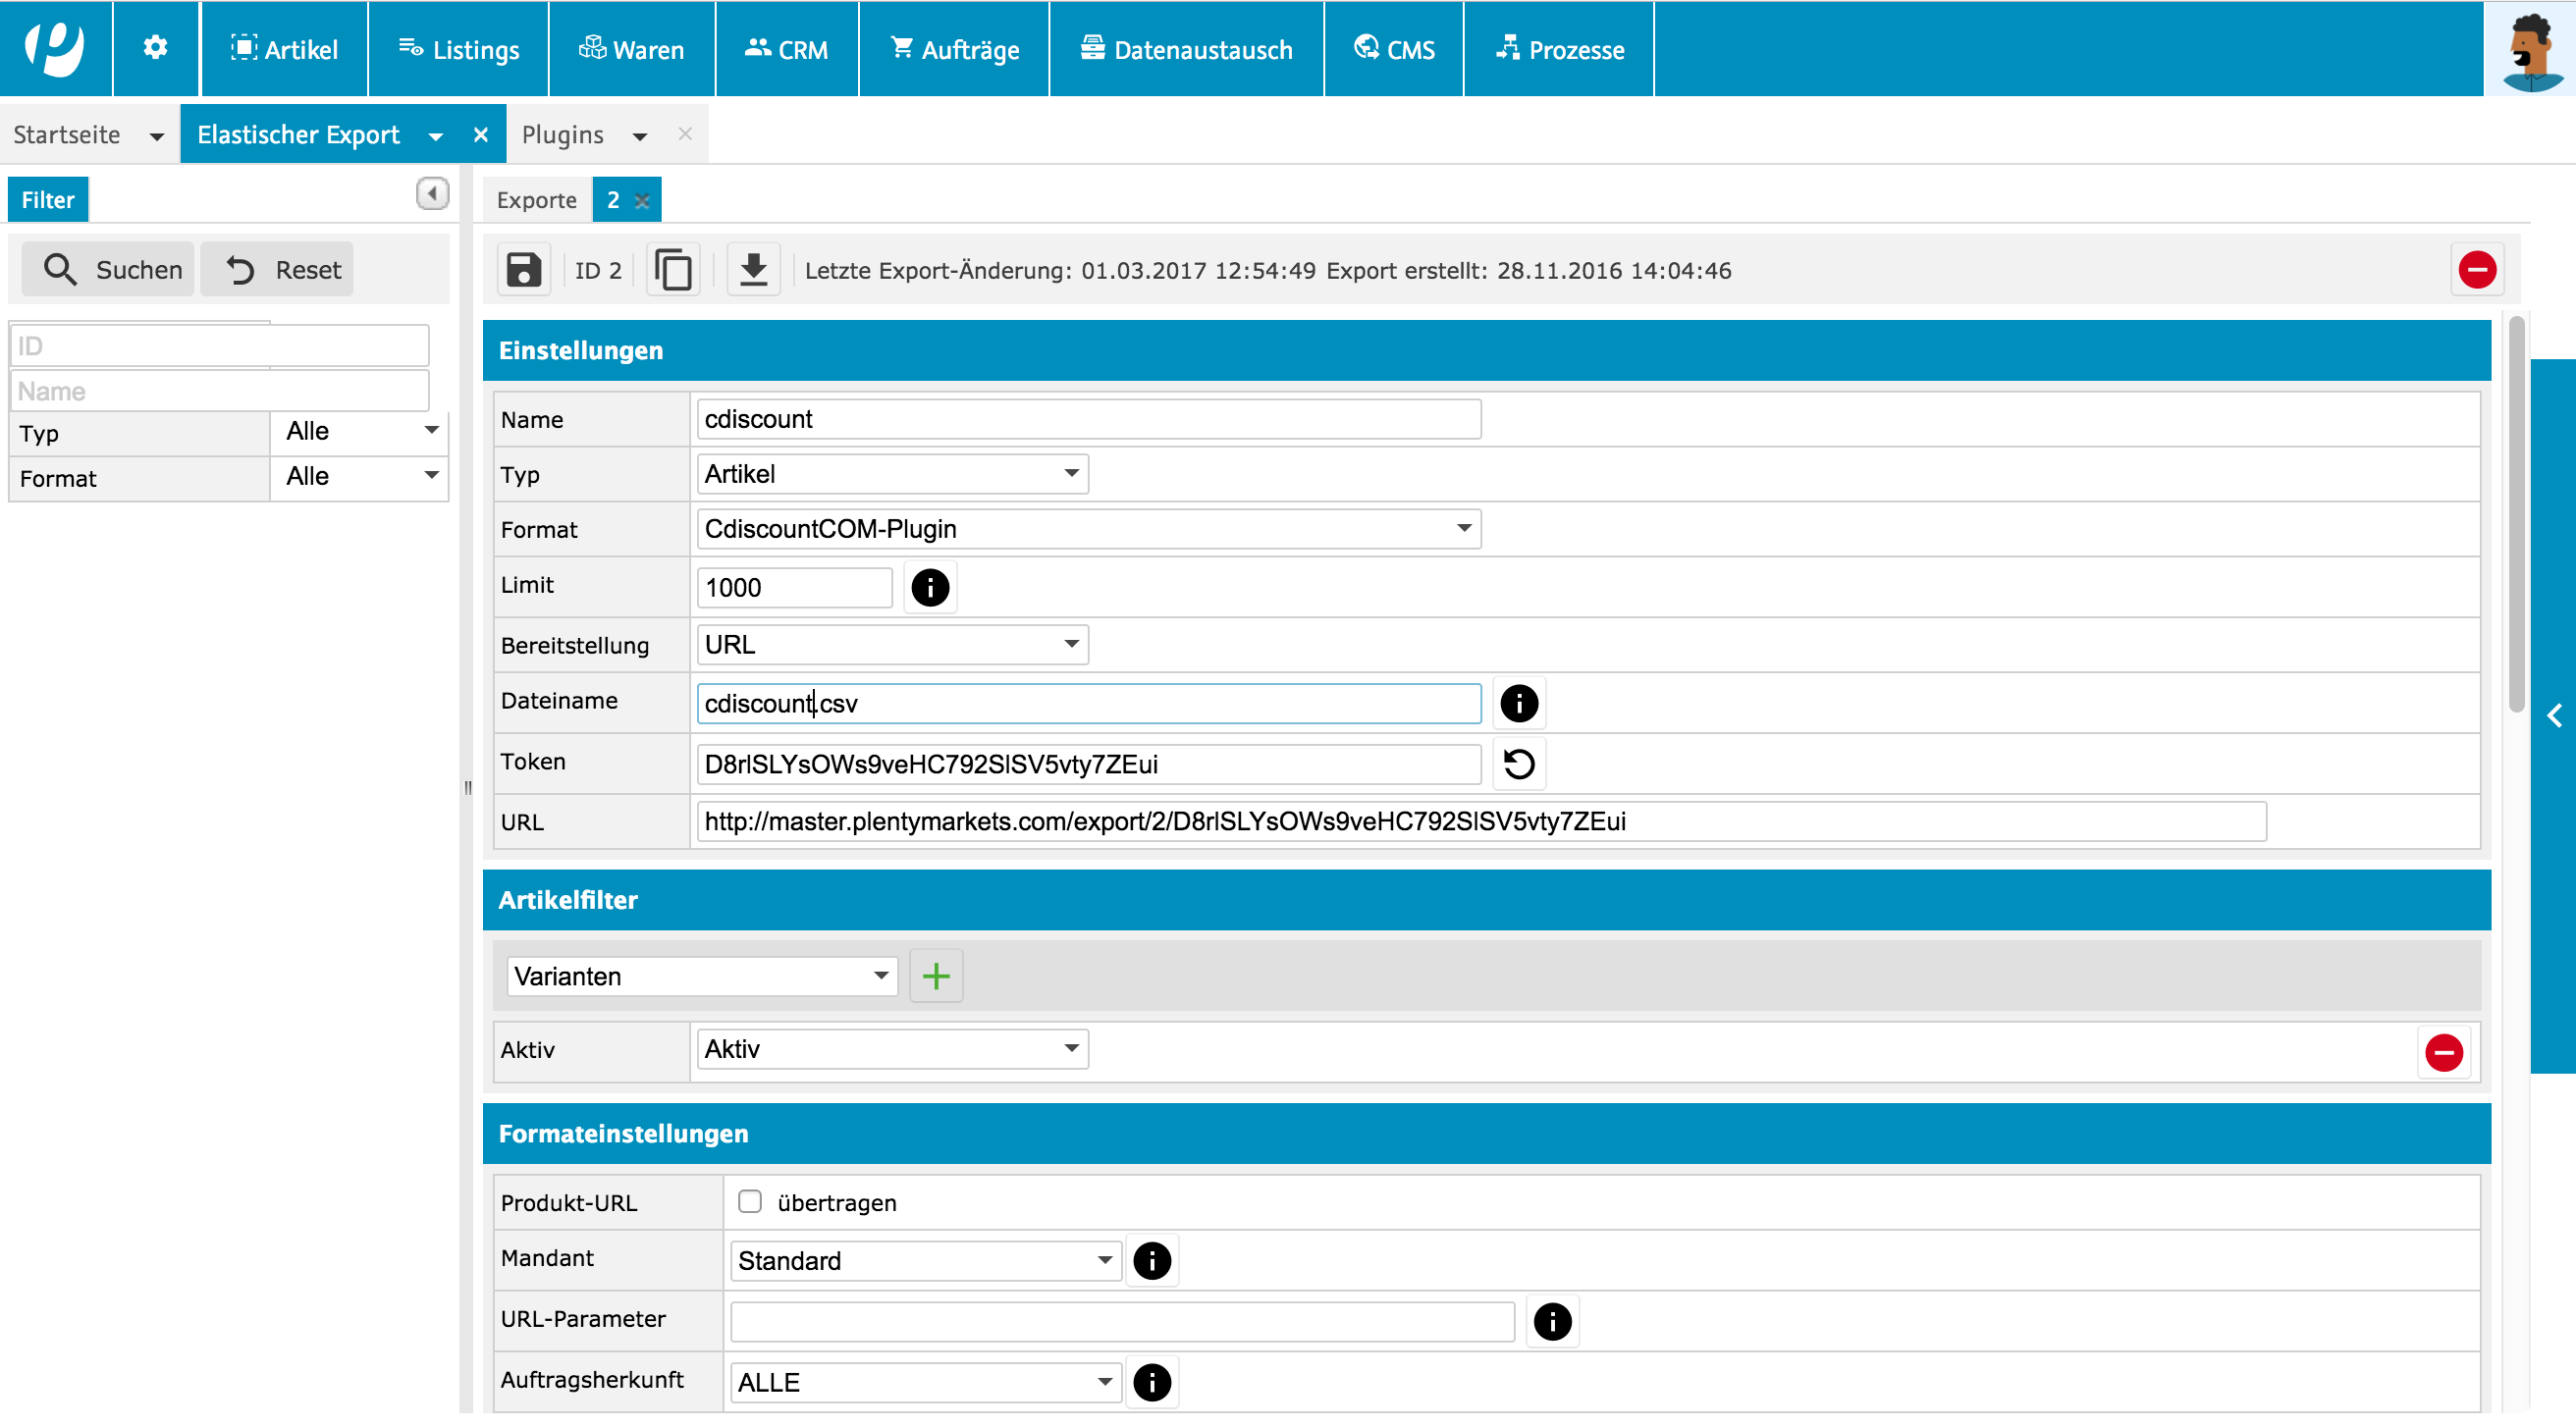 Artikel Listings Waren CRM Aufträge Datenaustausch CMS Prozesse
Startseite Elastischer Export Plugins
Filter
Suchen Reset
ID
Name
Typ Alle
Format Alle
Exporte 2
ID 2 Letzte Export-Änderung: 01.03.2017 12:54:49 Export erstellt: 28.11.2016 14:04:46
Einstellungen
Name cdiscount
Typ Artikel
Format CdiscountCOM-Plugin
Limit 1000
Bereitstellung URL
Dateiname cdiscount.csv
Token D8rlSLYsOWs9veHC792SlSV5vty7ZEui
URL http://master.plentymarkets.com/export/2/D8rlSLYsOWs9veHC792SlSV5vty7ZEui
Artikelfilter
Varianten
Aktiv Aktiv
Formateinstellungen
Produkt-URL übertragen
Mandant Standard
URL-Parameter
Auftragsherkunft ALLE